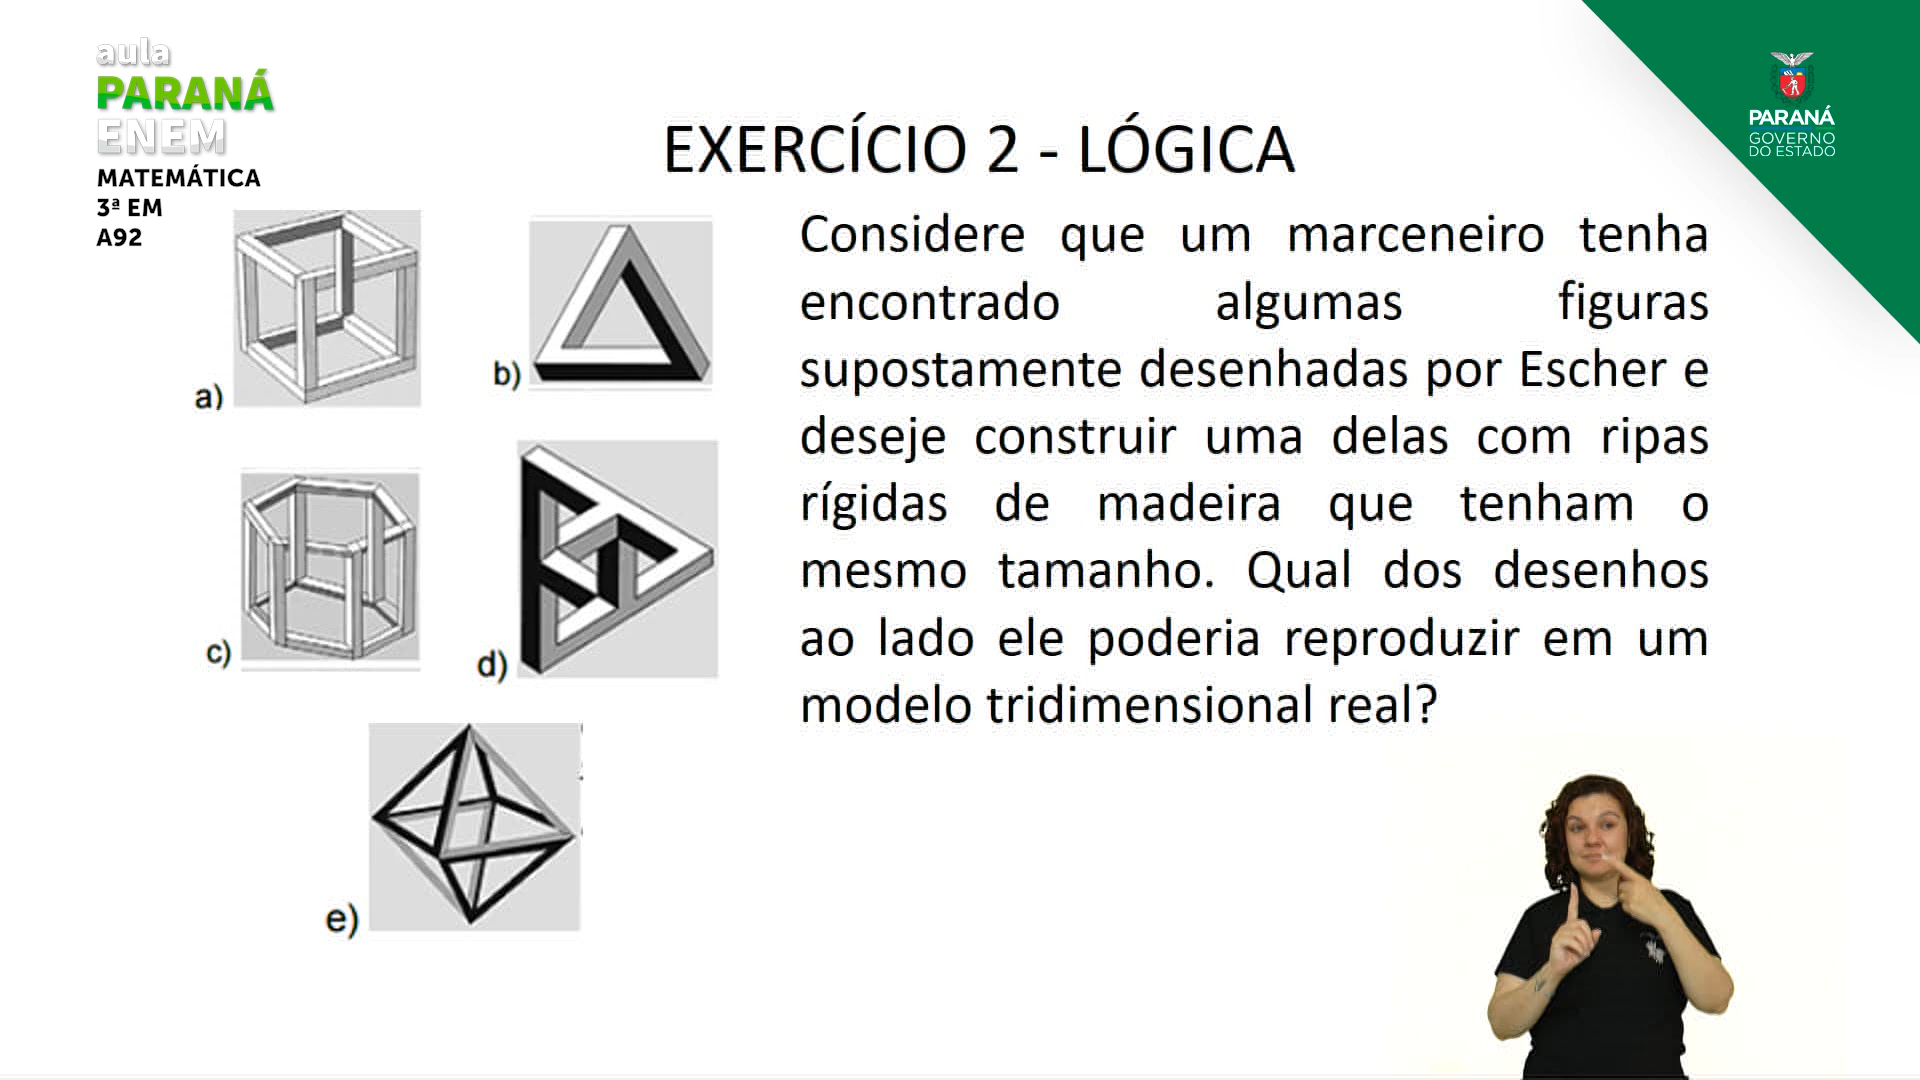 aula
PARANÁ
ENEM
MATEMÁTICA
3ª EM
A92
PARANÁ
GOVERNO
DO ESTADO
EXERCÍCIO 2 - LÓGICA
a)
b)
c)
d)
e)
Considere que um marceneiro tenha
encontrado algumas figuras
supostamente desenhadas por Escher e
deseje construir uma delas com ripas
rígidas de madeira que tenham o
mesmo tamanho. Qual dos desenhos
ao lado ele poderia reproduzir em um
modelo tridimensional real?